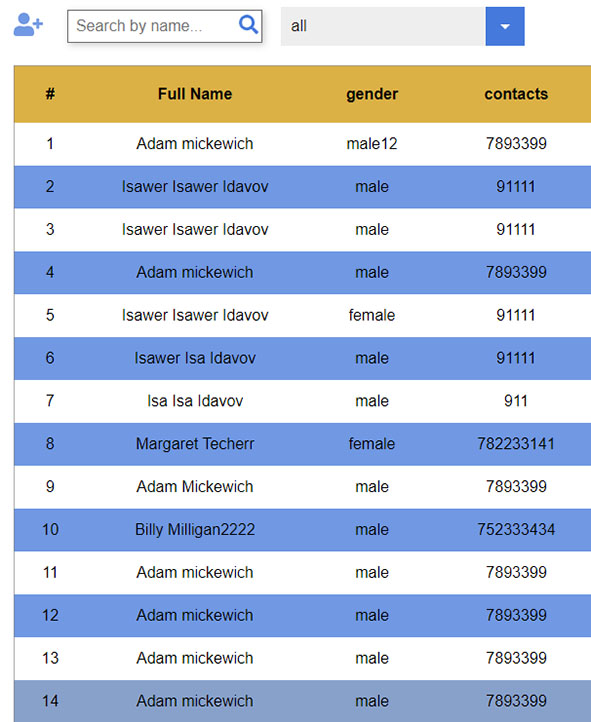 Search by name... all
# Full Name gender contacts
1 Adam mickewich male12 7893399
2 Isawer Isawer Idavov male 91111
3 Isawer Isawer Idavov male 91111
4 Adam mickewich male 7893399
5 Isawer Isawer Idavov female 91111
6 Isawer Isa Idavov male 91111
7 Isa Isa Idavov male 911
8 Margaret Techerr female 782233141
9 Adam Mickewich male 7893399
10 Billy Milligan2222 male 752333434
11 Adam mickewich male 7893399
12 Adam mickewich male 7893399
13 Adam mickewich male 7893399
14 Adam mickewich male 7893399